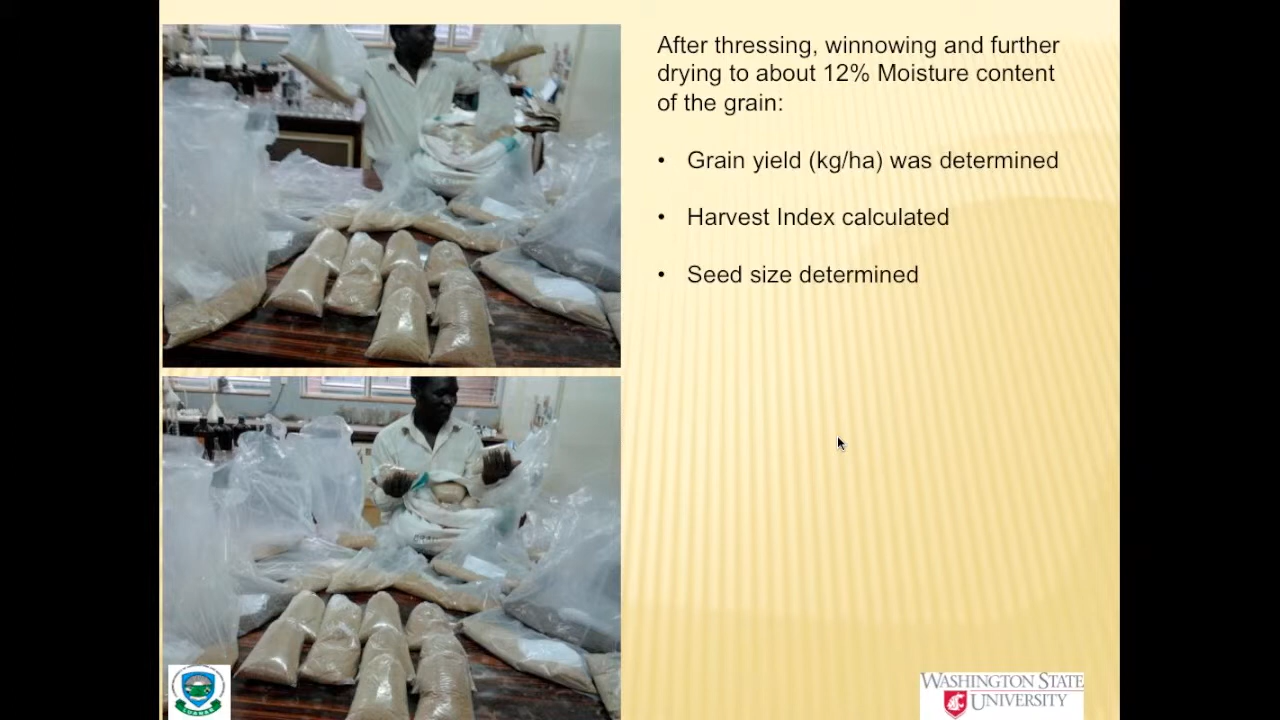 After thressing, winnowing and further
drying to about 12% Moisture content
of the grain:
• Grain yield (kg/ha) was determined
• Harvest Index calculated
• Seed size determined
WASHINGTON STATE
UNIVERSITY